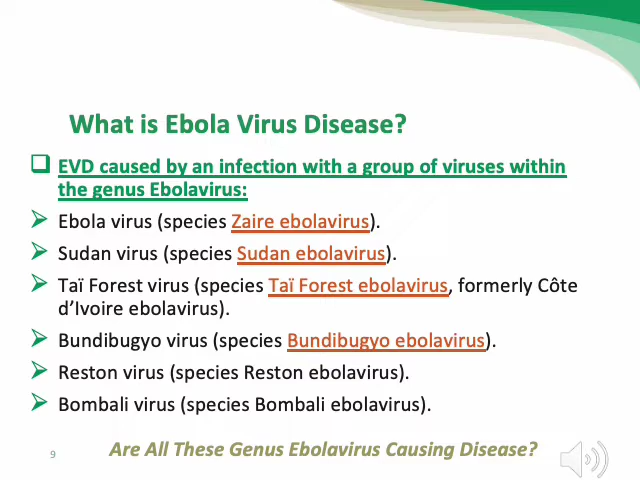 What is Ebola Virus Disease?
EVD caused by an infection with a group of viruses within
the genus Ebolavirus:
Ebola virus (species Zaire ebolavirus).
Sudan virus (species Sudan ebolavirus).
Taï Forest virus (species Taï Forest ebolavirus, formerly Côte
d’Ivoire ebolavirus).
Bundibugyo virus (species Bundibugyo ebolavirus).
Reston virus (species Reston ebolavirus).
Bombali virus (species Bombali ebolavirus).
9
Are All These Genus Ebolavirus Causing Disease?